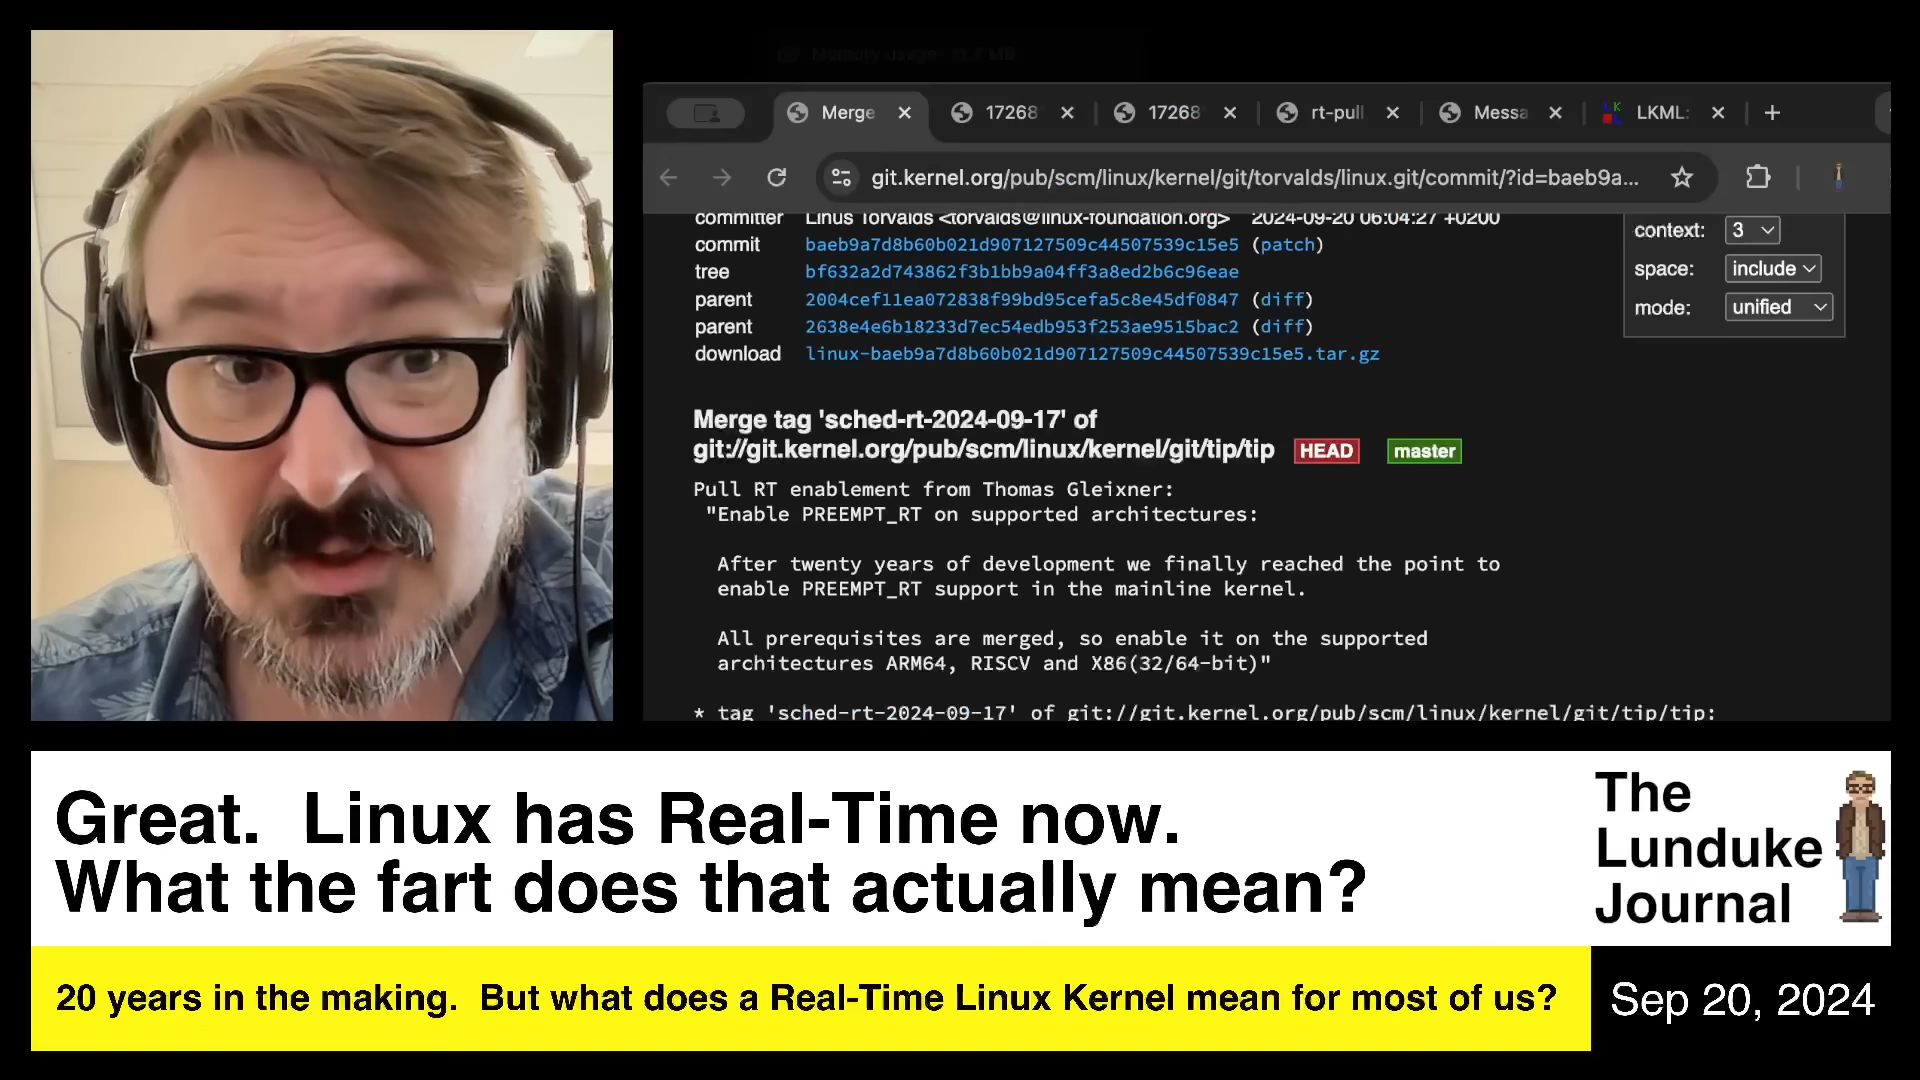 Memory usage: 11.7 MB
Merge
17268
17268
rt-pull
Messa
LKML:
git.kernel.org/pub/scm/linux/kernel/git/torvalds/linux.git/commit/?id=baeb9a...
committer Linus Torvalds <torvalds@linux-foundation.org> 2024-09-20 06:04:27 +0200
commit baeb9a7d8b60b021d907127509c44507539c15e5 (patch)
tree bf632a2d743862f3b1bb9a04ff3a8ed2b6c96eae
parent 2004cef11ea072838f99bd95cefa5c8e45df0847 (diff)
parent 2638e4e6b18233d7ec54edb953f253ae9515bac2 (diff)
download linux-baeb9a7d8b60b021d907127509c44507539c15e5.tar.gz
context: 3
space: include
mode: unified
Merge tag 'sched-rt-2024-09-17' of
git://git.kernel.org/pub/scm/linux/kernel/git/tip/tip HEAD master
Pull RT enablement from Thomas Gleixner:
"Enable PREEMPT_RT on supported architectures:
After twenty years of development we finally reached the point to
enable PREEMPT_RT support in the mainline kernel.
All prerequisites are merged, so enable it on the supported
architectures ARM64, RISCV and X86(32/64-bit)"
* tag 'sched-rt-2024-09-17' of git://git.kernel.org/pub/scm/linux/kernel/git/tip/tip:
Great. Linux has Real-Time now.
What the fart does that actually mean?
The
Lunduke
Journal
20 years in the making. But what does a Real-Time Linux Kernel mean for most of us?
Sep 20, 2024